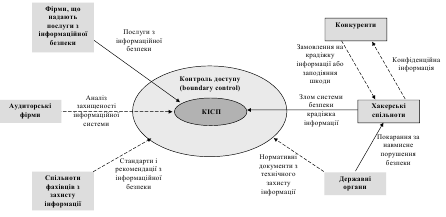 Фірми, що
надають
послуги з
інформаційної
безпеки
Послуги з
інформаційної
безпеки
Конкуренти
Замовлення на
крадіжку
інформації або
заподіяння
шкоди
Конфіденційна
інформація
Контроль доступу
(boundary control)
КІСП
Аудиторські
фірми
Аналіз
захищеності
інформаційної
системи
Злом системи
безпеки
крадіжка
інформації
Хакерські
спільноти
Стандарти і
рекомендації з
інформаційної
безпеки
Нормативні
документи з
технічного
захисту
інформації
Покарання за
навмисне
порушення
безпеки
Спільноти
фахівців з
захисту
інформації
Державні
органи